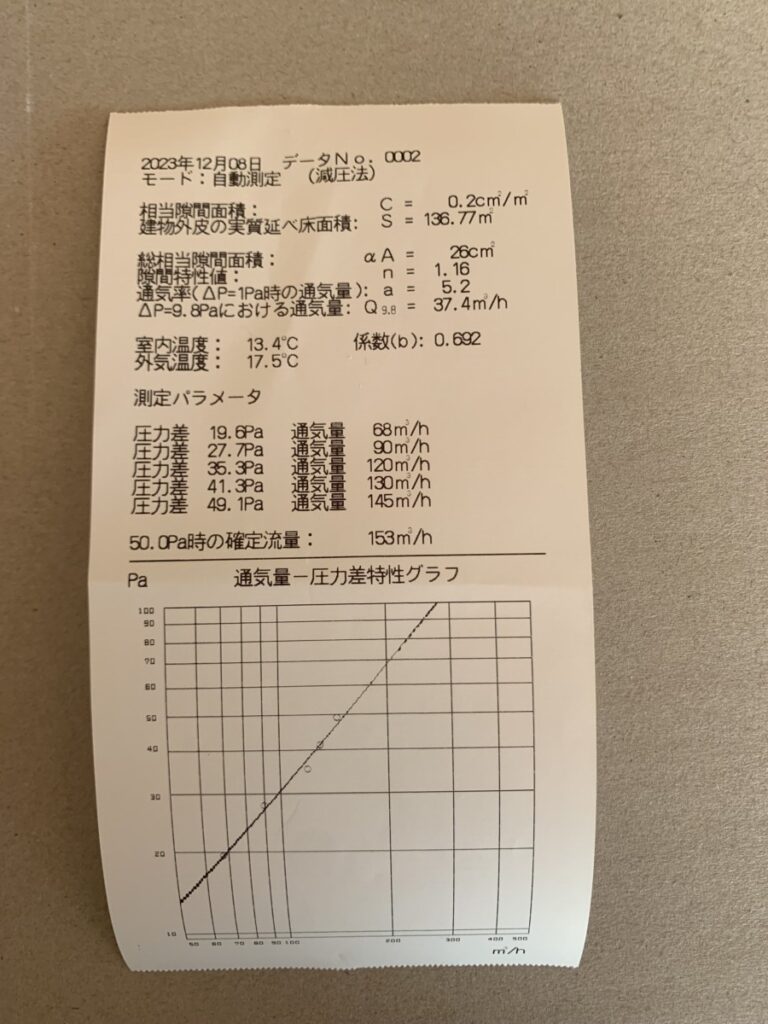 2023年12月08日 データNo. 0002
モード：自動測定 （減圧法）
相当隙間面積： C = 0.2c㎡/㎡
建物外皮の実質延べ床面積： S = 136.77㎡
総相当隙間面積： αA = 26c㎡
隙間特性値： n = 1.16
通気率(ΔP=1Pa時の通気量)： a = 5.2
ΔP=9.8Paにおける通気量： Q9.8 = 37.4㎥/h
室内温度： 13.4℃ 係数(b)： 0.692
外気温度： 17.5℃
測定パラメータ
圧力差 19.6Pa 通気量 68㎥/h
圧力差 27.7Pa 通気量 90㎥/h
圧力差 35.3Pa 通気量 120㎥/h
圧力差 41.3Pa 通気量 130㎥/h
圧力差 49.1Pa 通気量 145㎥/h
50.0Pa時の確定流量： 153㎥/h
Pa 通気量－圧力差特性グラフ
100
90
80
70
60
50
40
30
20
10
50 60 70 80 90 100 200 300 400 500
㎥/h